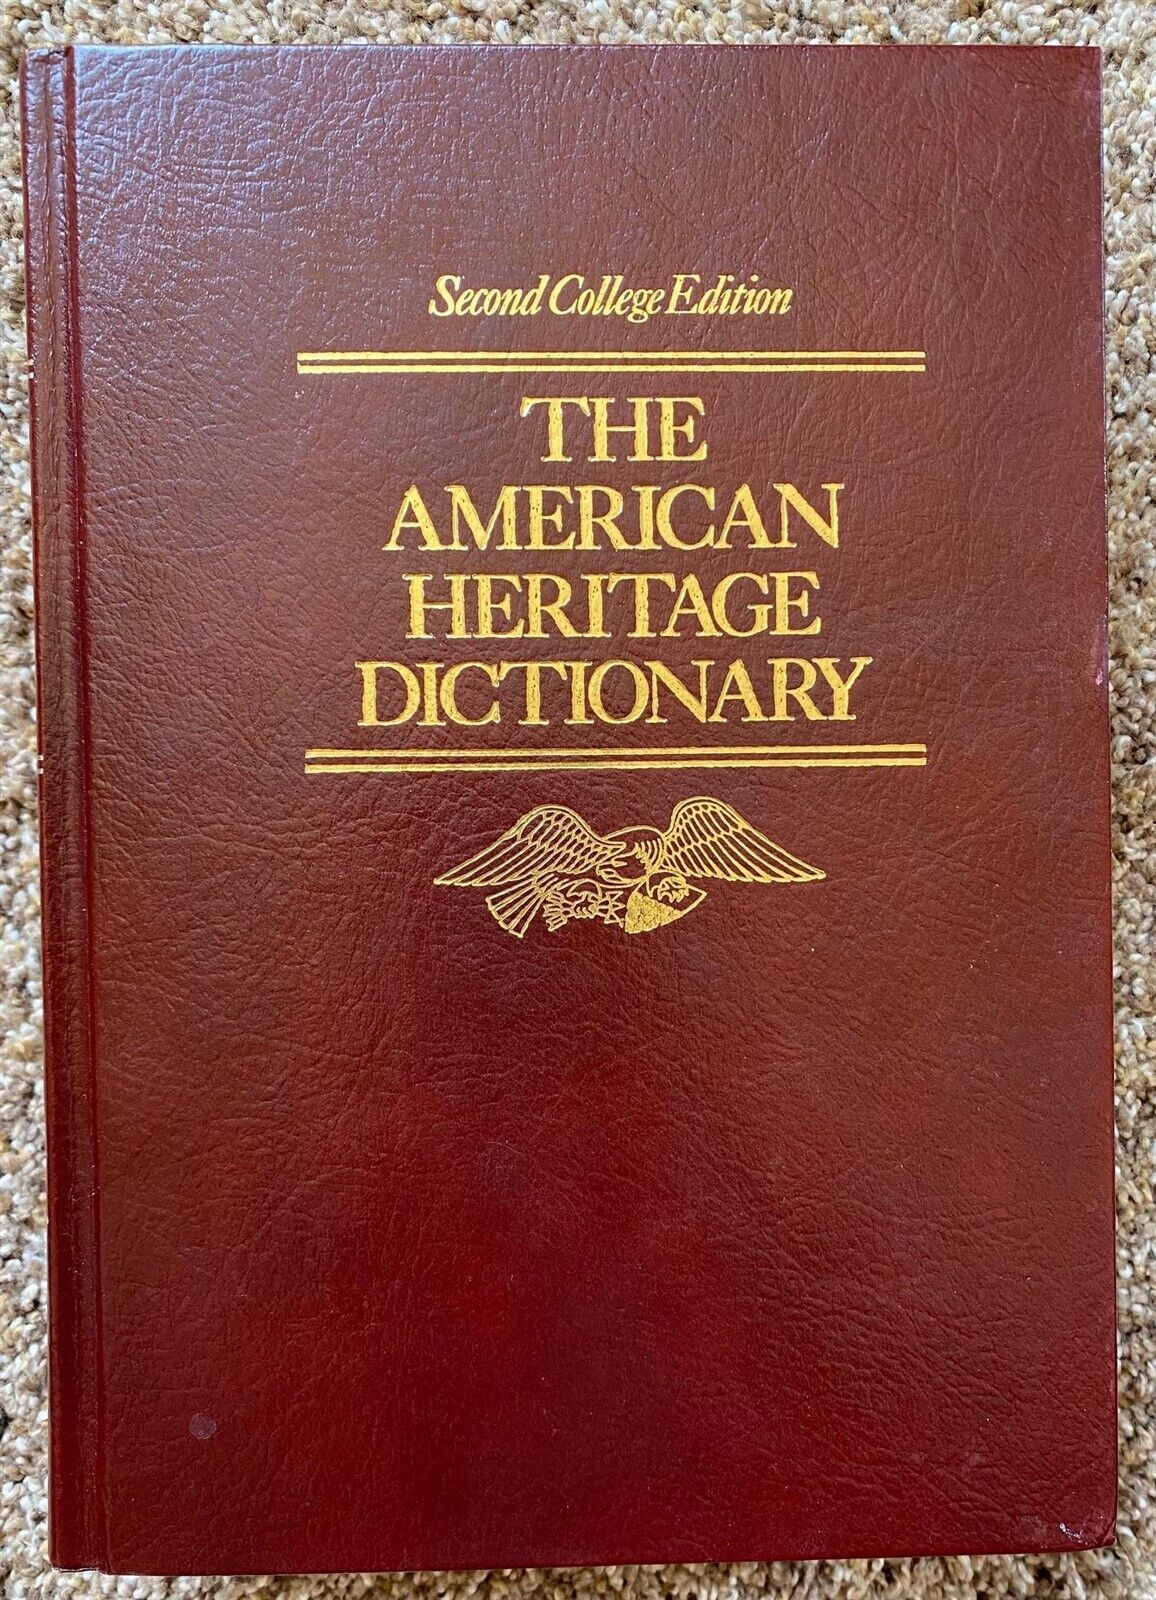 Second College Edition
THE
AMERICAN
HERITAGE
DICTIONARY